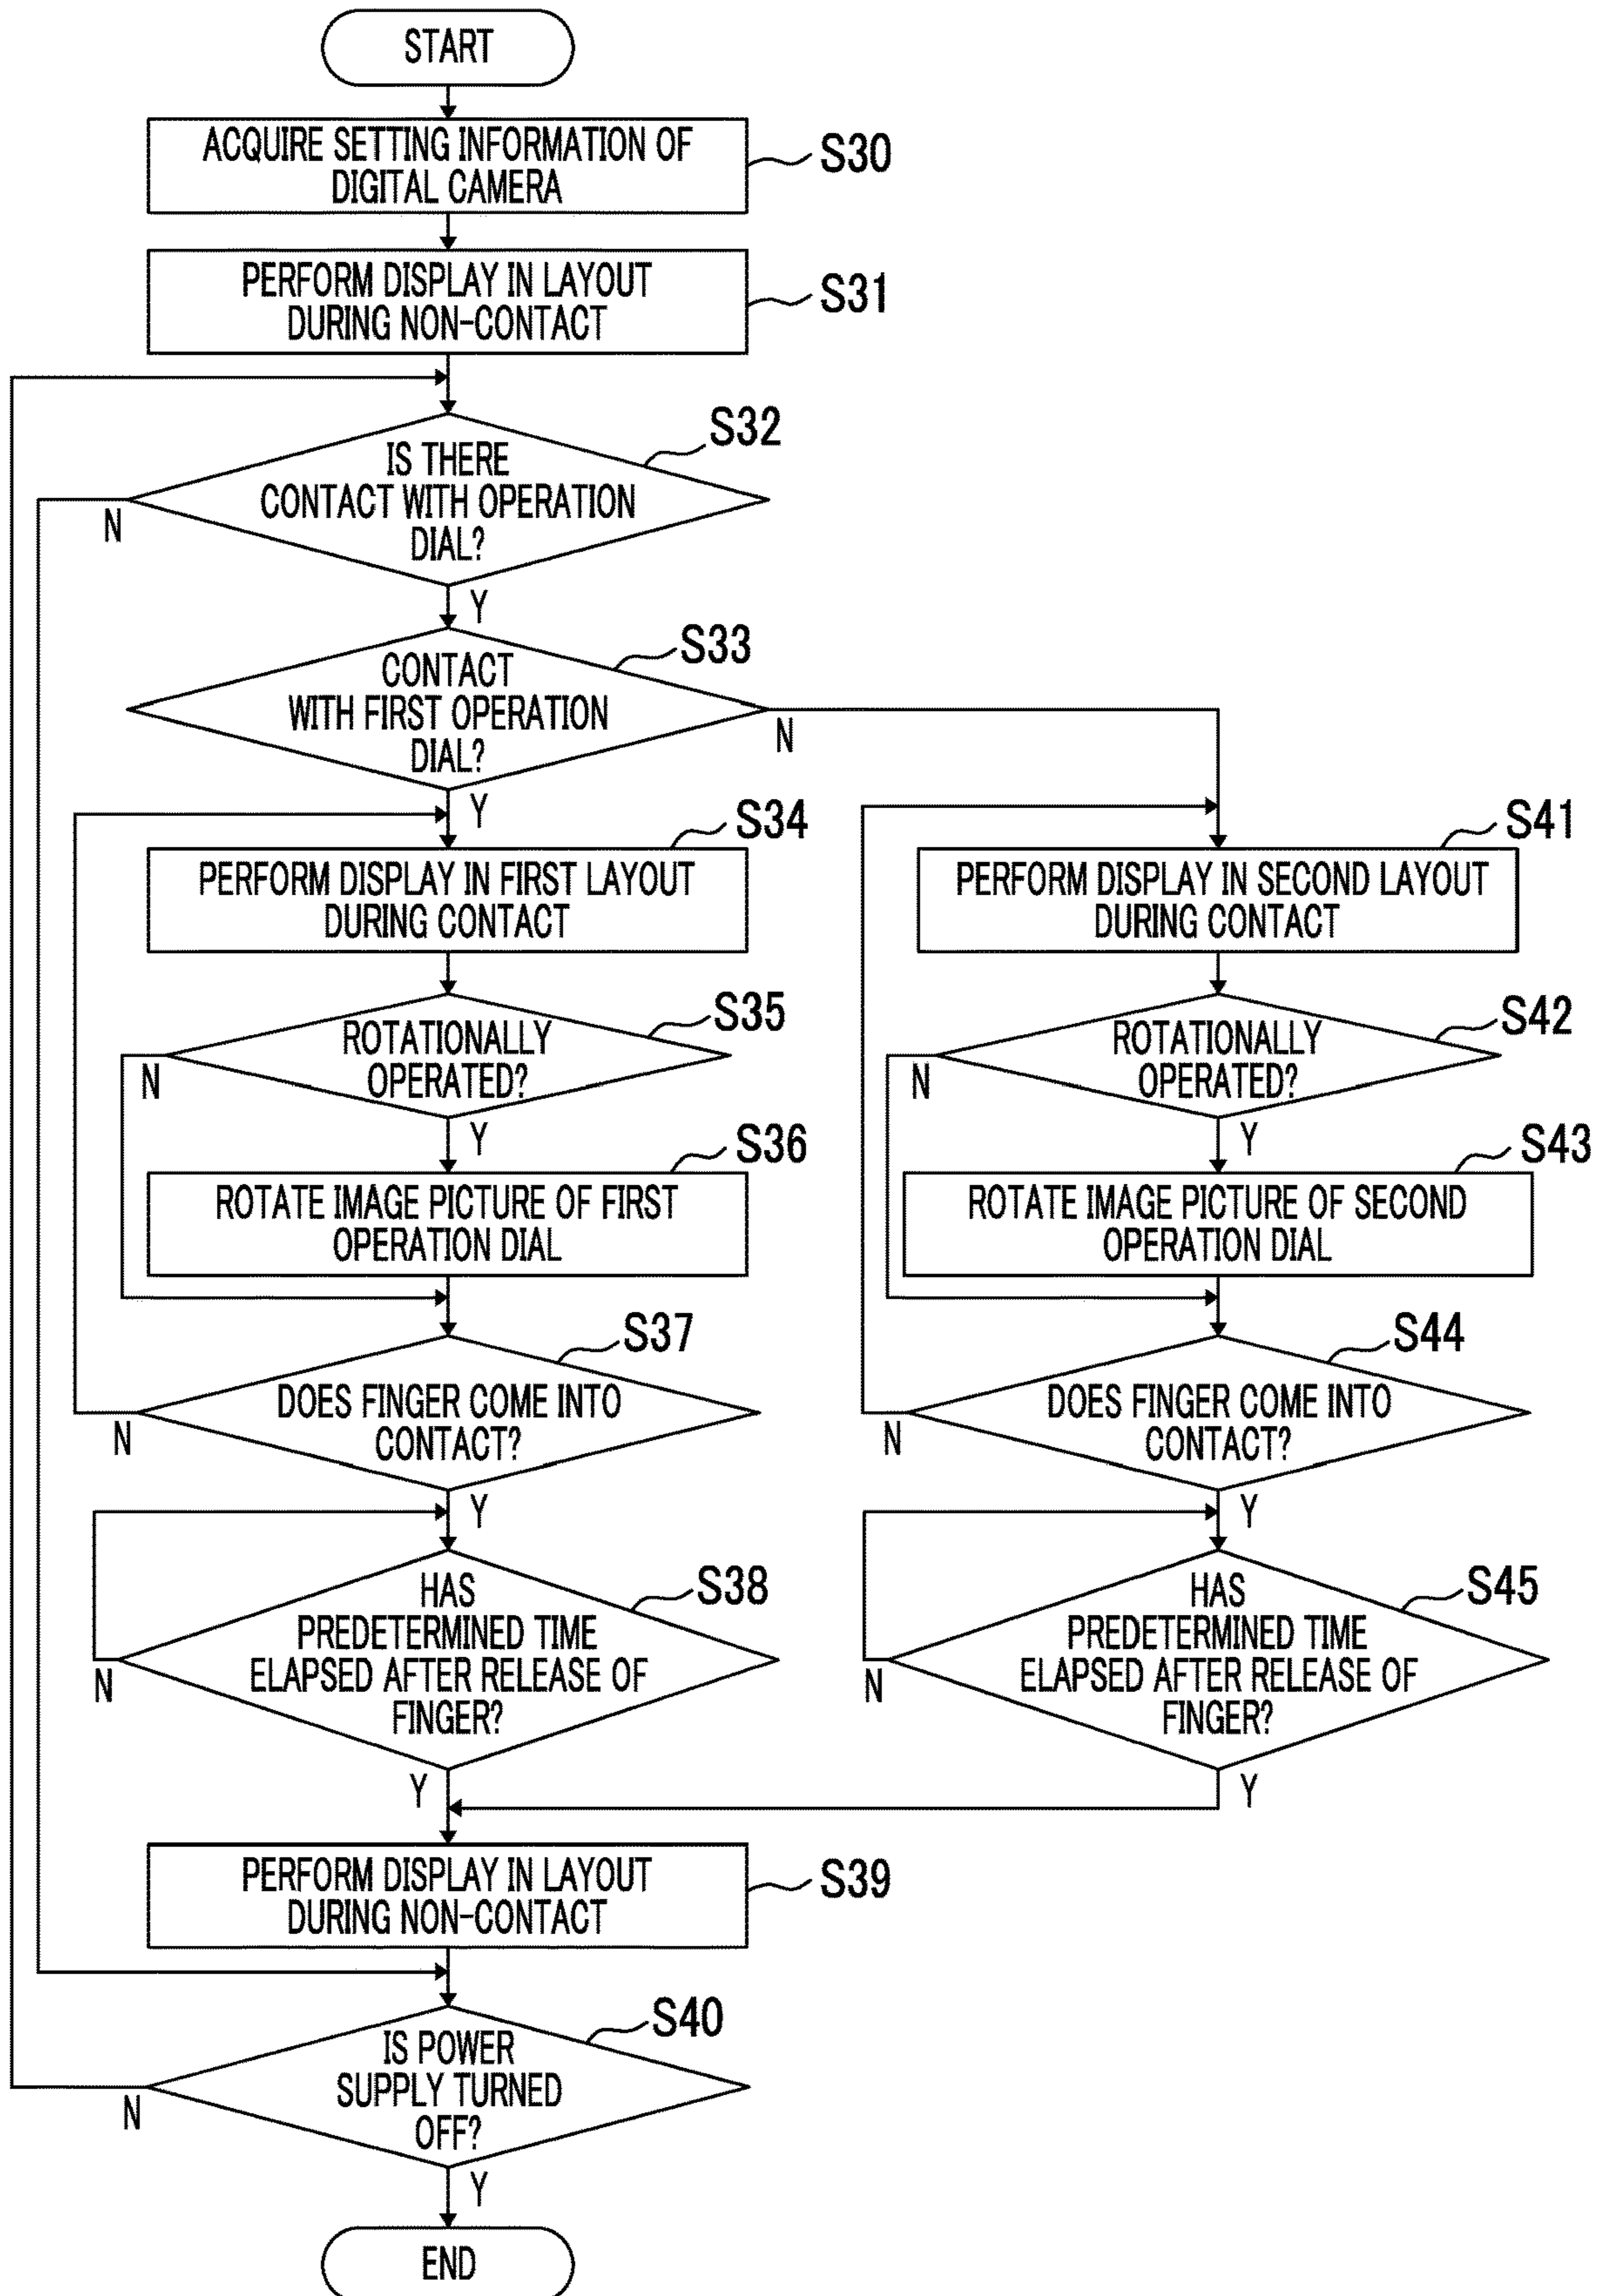 START
ACQUIRE SETTING INFORMATION OF
DIGITAL CAMERA
S30
PERFORM DISPLAY IN LAYOUT
DURING NON-CONTACT
S31
S32
IS THERE
CONTACT WITH OPERATION
DIAL?
N
Y
S33
CONTACT
WITH FIRST OPERATION
DIAL?
N
Y
S34
PERFORM DISPLAY IN FIRST LAYOUT
DURING CONTACT
S35
ROTATIONALLY
OPERATED?
N
Y
S36
ROTATE IMAGE PICTURE OF FIRST
OPERATION DIAL
S37
DOES FINGER COME INTO
CONTACT?
N
Y
S38
HAS
PREDETERMINED TIME
ELAPSED AFTER RELEASE OF
FINGER?
N
Y
S41
PERFORM DISPLAY IN SECOND LAYOUT
DURING CONTACT
S42
ROTATIONALLY
OPERATED?
N
Y
S43
ROTATE IMAGE PICTURE OF SECOND
OPERATION DIAL
S44
DOES FINGER COME INTO
CONTACT?
N
Y
S45
HAS
PREDETERMINED TIME
ELAPSED AFTER RELEASE OF
FINGER?
N
Y
PERFORM DISPLAY IN LAYOUT
DURING NON-CONTACT
S39
S40
IS POWER
SUPPLY TURNED
OFF?
N
Y
END